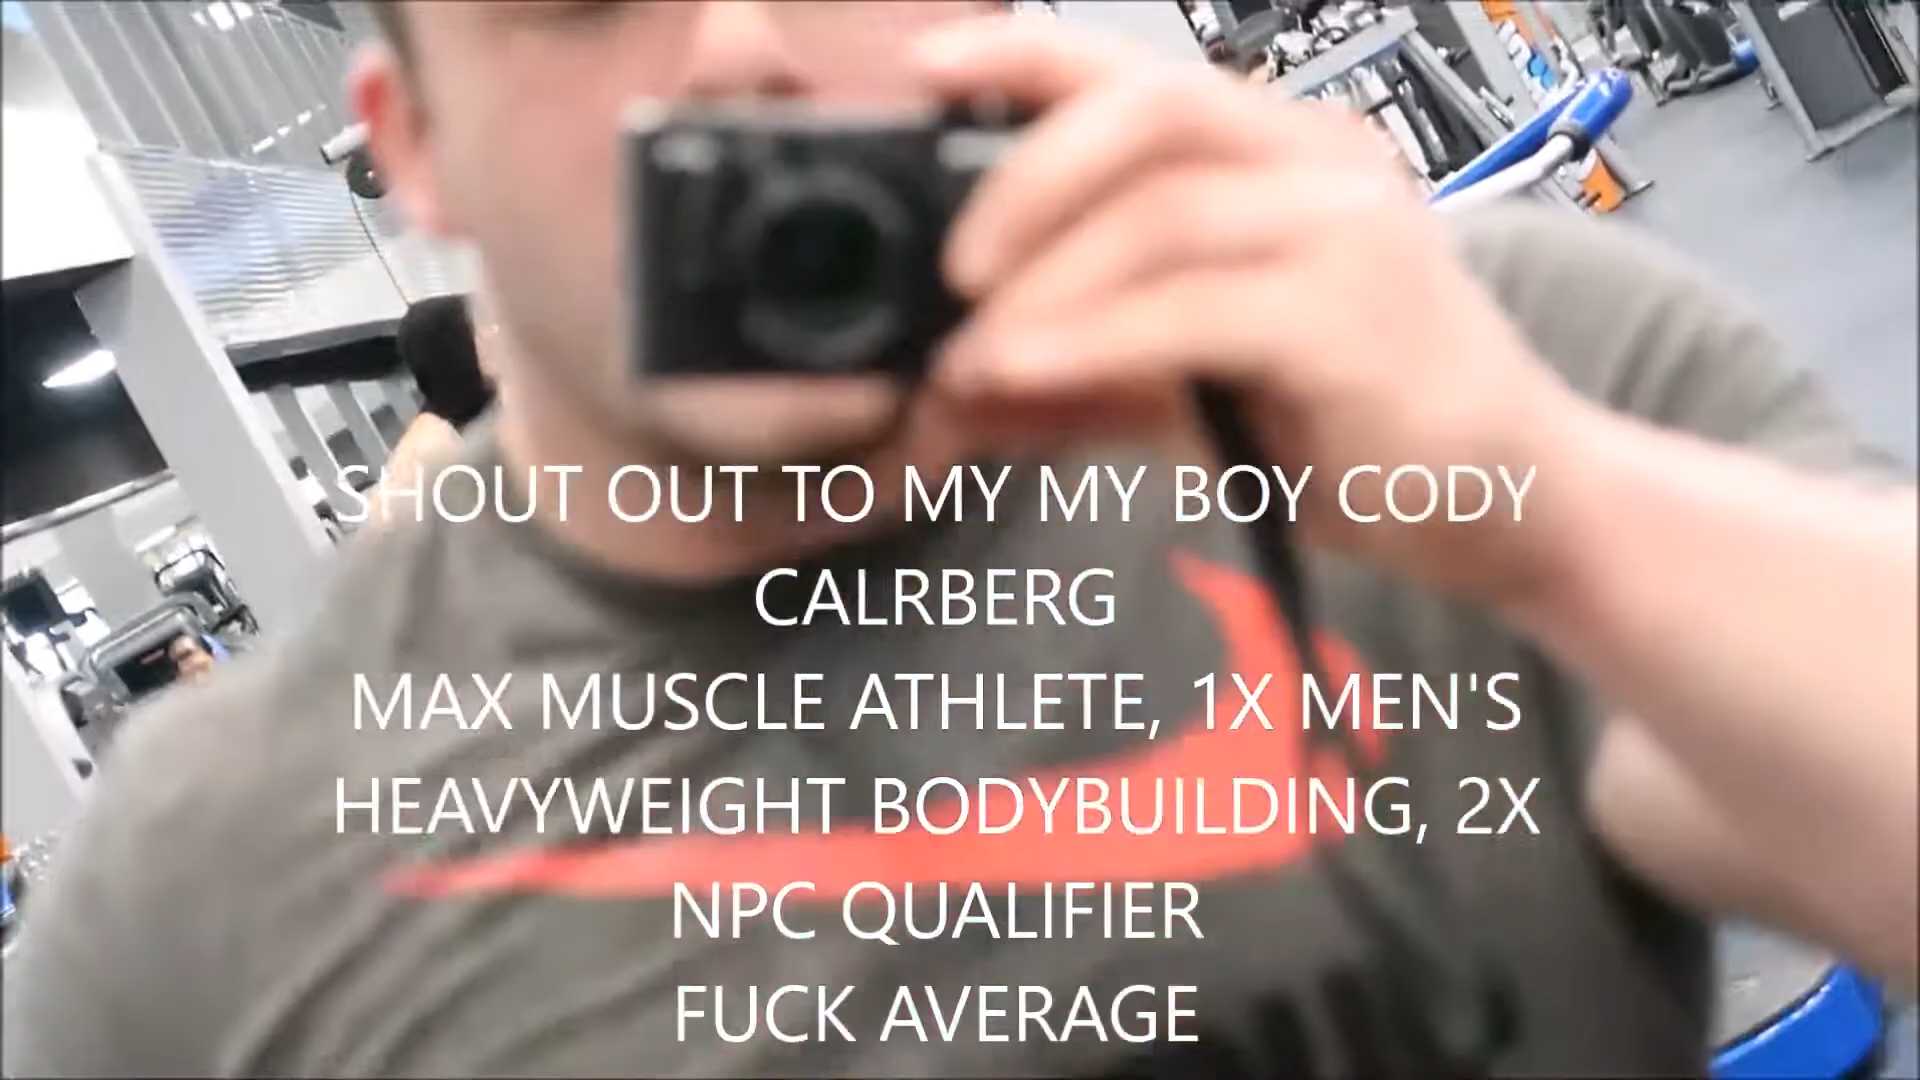 SHOUT OUT TO MY MY BOY CODY
CALRBERG
MAX MUSCLE ATHLETE, 1X MEN'S
HEAVYWEIGHT BODYBUILDING, 2X
NPC QUALIFIER
FUCK AVERAGE